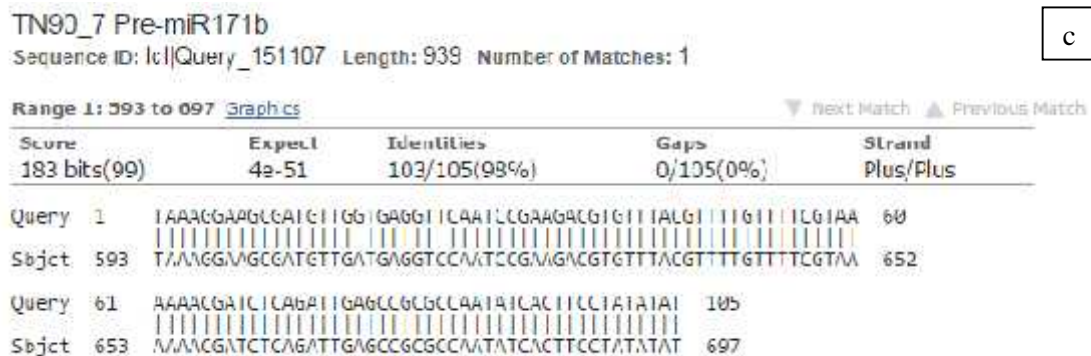 TN90_7 Pre-miR171b
c
Sequence ID: lcl|Query_151107 Length: 939 Number of Matches: 1
Range 1: 593 to 697 Graphics Next Match Previous Match
Score Expect Identities Gaps Strand
183 bits(99) 4e-51 103/105(98%) 0/105(0%) Plus/Plus
Query 1 TAAAGGAAGCGATGTTGGTGAGGTTCAATCCGAAGACGTGTTTACGTTTTGTTTTCGTAA 60
Sbjct 593 TAAAGGAAGCGATGTTGATGAGGTCCAATCCGAAGACGTGTTTACGTTTTGTTTTCGTAA 652
Query 61 AAAACGATCTCAGATTGAGCCGCGCCAATATCACTTCCTATATAT 105
Sbjct 653 AAAACGATCTCAGATTGAGCCGCGCCAATATCACTTCCTATATAT 697